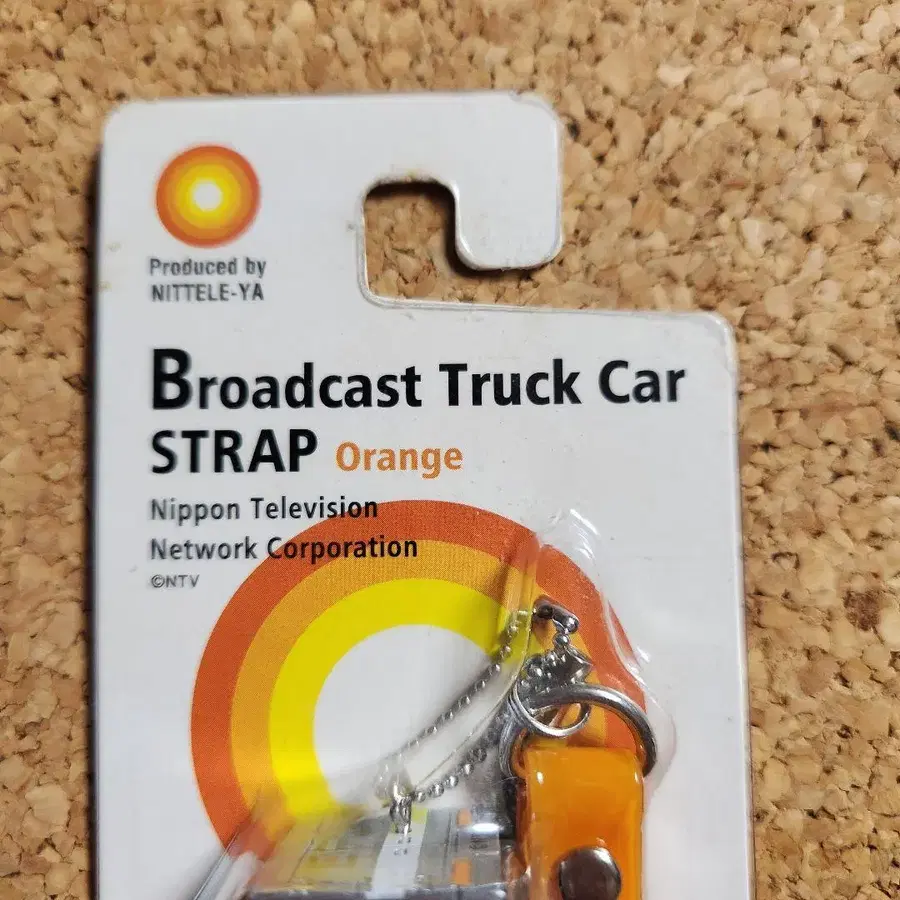 Produced by
NITTELE-YA
Broadcast Truck Car
STRAP Orange
Nippon Television
Network Corporation
©NTV